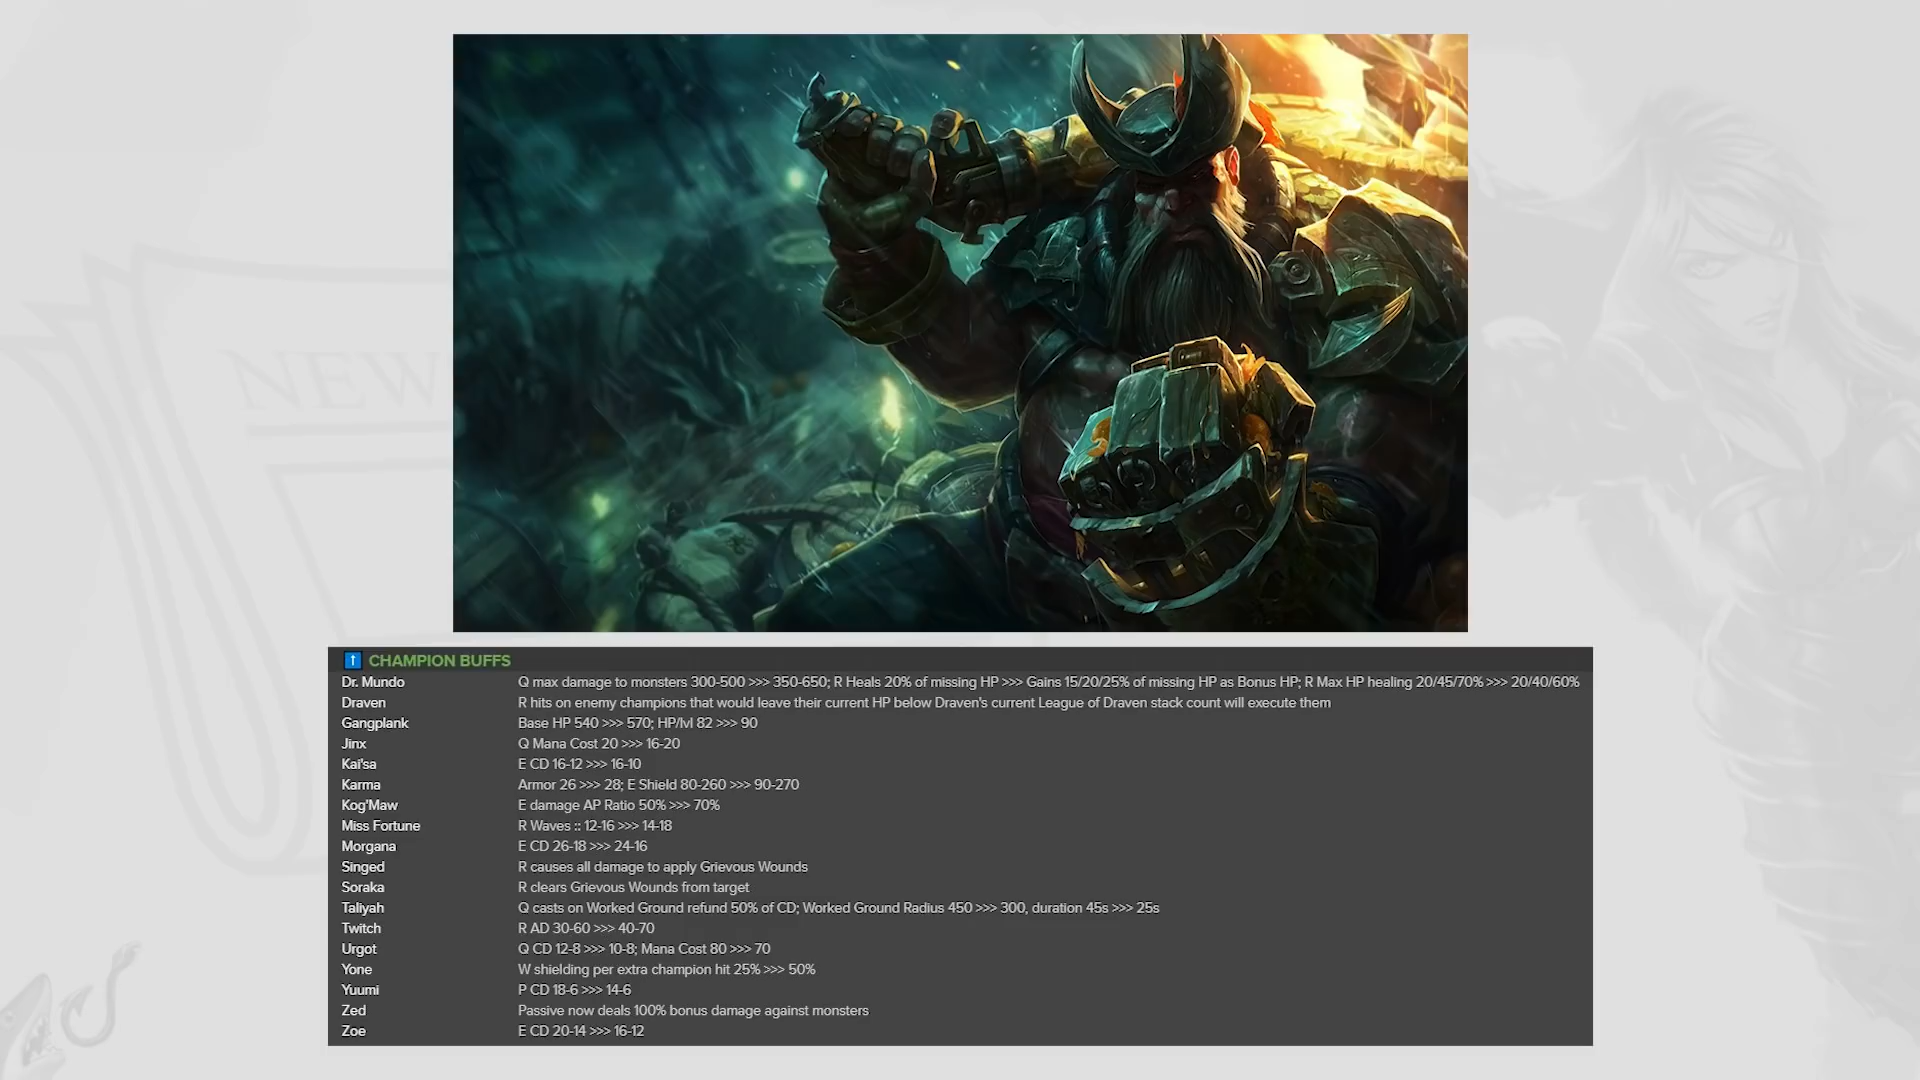 NEW
↑ CHAMPION BUFFS
Dr. Mundo Q max damage to monsters 300-500 >>> 350-650; R Heals 20% of missing HP >>> Gains 15/20/25% of missing HP as Bonus HP; R Max HP healing 20/45/70% >>> 20/40/60%
Draven R hits on enemy champions that would leave their current HP below Draven's current League of Draven stack count will execute them
Gangplank Base HP 540 >>> 570; HP/lvl 82 >>> 90
Jinx Q Mana Cost 20 >>> 16-20
Kai'sa E CD 16-12 >>> 16-10
Karma Armor 26 >>> 28; E Shield 80-260 >>> 90-270
Kog'Maw E damage AP Ratio 50% >>> 70%
Miss Fortune R Waves :: 12-16 >>> 14-18
Morgana E CD 26-18 >>> 24-16
Singed R causes all damage to apply Grievous Wounds
Soraka R clears Grievous Wounds from target
Taliyah Q casts on Worked Ground refund 50% of CD; Worked Ground Radius 450 >>> 300, duration 45s >>> 25s
Twitch R AD 30-60 >>> 40-70
Urgot Q CD 12-8 >>> 10-8; Mana Cost 80 >>> 70
Yone W shielding per extra champion hit 25% >>> 50%
Yuumi P CD 18-6 >>> 14-6
Zed Passive now deals 100% bonus damage against monsters
Zoe E CD 20-14 >>> 16-12